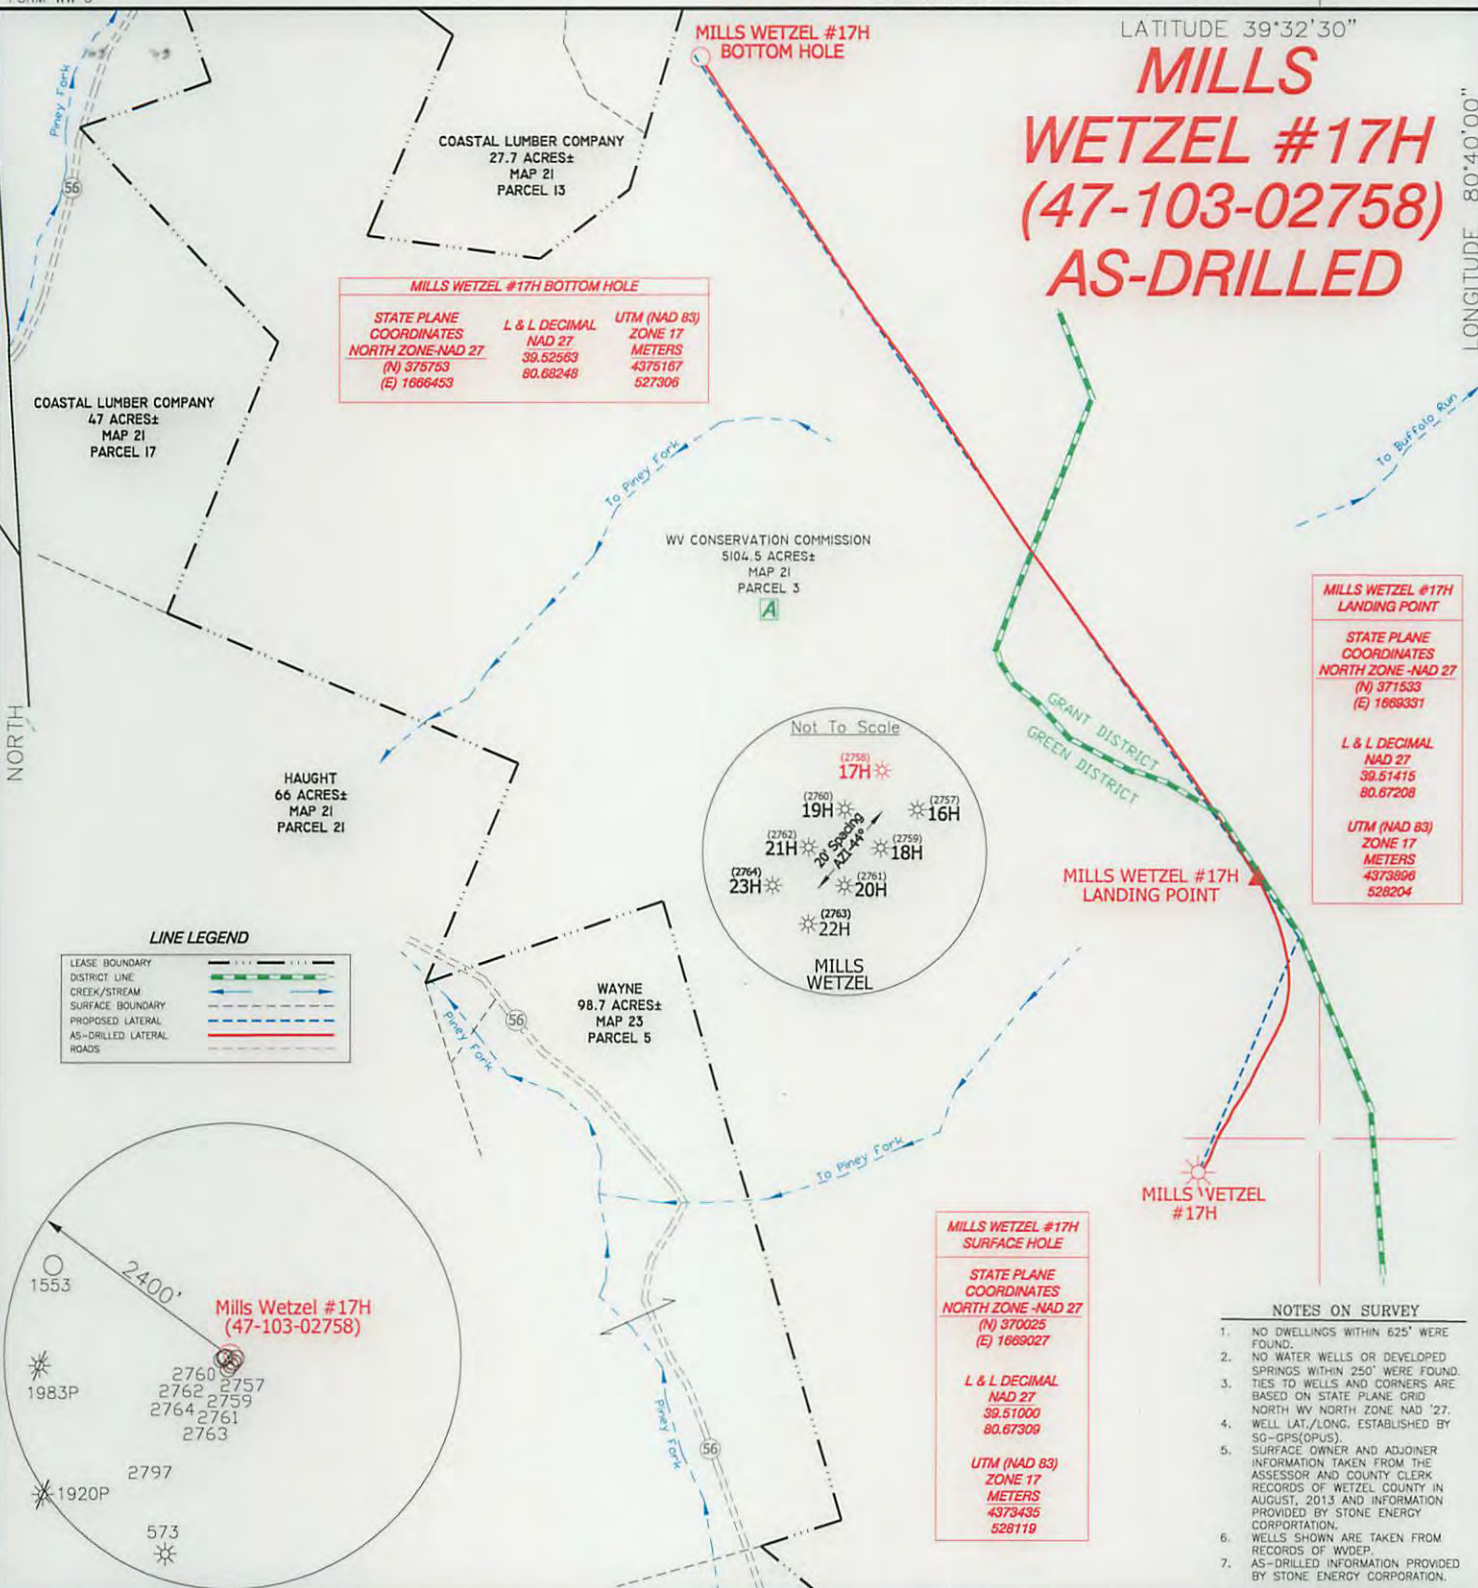 LATITUDE 39°32'30"
LONGITUDE 80°40'00"
MILLS
WETZEL #17H
(47-103-02758)
AS-DRILLED
MILLS WETZEL #17H
BOTTOM HOLE
Piney Fork
56
COASTAL LUMBER COMPANY
27.7 ACRES±
MAP 21
PARCEL 13
MILLS WETZEL #17H BOTTOM HOLE
STATE PLANE
COORDINATES
NORTH ZONE-NAD 27
(N) 375753
(E) 1666453
L & L DECIMAL
NAD 27
39.52563
80.68248
UTM (NAD 83)
ZONE 17
METERS
4375167
527306
COASTAL LUMBER COMPANY
47 ACRES±
MAP 21
PARCEL 17
To Piney Fork
To Buffalo Run
WV CONSERVATION COMMISSION
5104.5 ACRES±
MAP 21
PARCEL 3
A
MILLS WETZEL #17H
LANDING POINT
STATE PLANE
COORDINATES
NORTH ZONE -NAD 27
(N) 371533
(E) 1669331
L & L DECIMAL
NAD 27
39.51415
80.67208
UTM (NAD 83)
ZONE 17
METERS
4373896
528204
NORTH
GRANT DISTRICT
GREEN DISTRICT
HAUGHT
66 ACRES±
MAP 21
PARCEL 21
Not To Scale
(2758)
17H
(2760)
19H
(2757)
16H
(2762)
21H
(2759)
18H
(2764)
23H
(2761)
20H
(2763)
22H
20' Spacing
AZI-44°
MILLS
WETZEL
MILLS WETZEL #17H
LANDING POINT
LINE LEGEND
LEASE BOUNDARY
DISTRICT LINE
CREEK/STREAM
SURFACE BOUNDARY
PROPOSED LATERAL
AS-DRILLED LATERAL
ROADS
WAYNE
98.7 ACRES±
MAP 23
PARCEL 5
56
Piney Fork
To Piney Fork
MILLS WETZEL
#17H
MILLS WETZEL #17H
SURFACE HOLE
STATE PLANE
COORDINATES
NORTH ZONE -NAD 27
(N) 370025
(E) 1669027
L & L DECIMAL
NAD 27
39.51000
80.67309
UTM (NAD 83)
ZONE 17
METERS
4373435
528119
2400'
1553
Mills Wetzel #17H
(47-103-02758)
1983P
2760
2757
2762
2759
2764
2761
2763
2797
1920P
573
Piney Fork
56
NOTES ON SURVEY
1. NO DWELLINGS WITHIN 625' WERE
FOUND.
2. NO WATER WELLS OR DEVELOPED
SPRINGS WITHIN 250' WERE FOUND.
3. TIES TO WELLS AND CORNERS ARE
BASED ON STATE PLANE GRID
NORTH WV NORTH ZONE NAD '27.
4. WELL LAT./LONG. ESTABLISHED BY
SG-GPS(OPUS).
5. SURFACE OWNER AND ADJOINER
INFORMATION TAKEN FROM THE
ASSESSOR AND COUNTY CLERK
RECORDS OF WETZEL COUNTY IN
AUGUST, 2013 AND INFORMATION
PROVIDED BY STONE ENERGY
CORPORTATION.
6. WELLS SHOWN ARE TAKEN FROM
RECORDS OF WVDEP.
7. AS-DRILLED INFORMATION PROVIDED
BY STONE ENERGY CORPORATION.